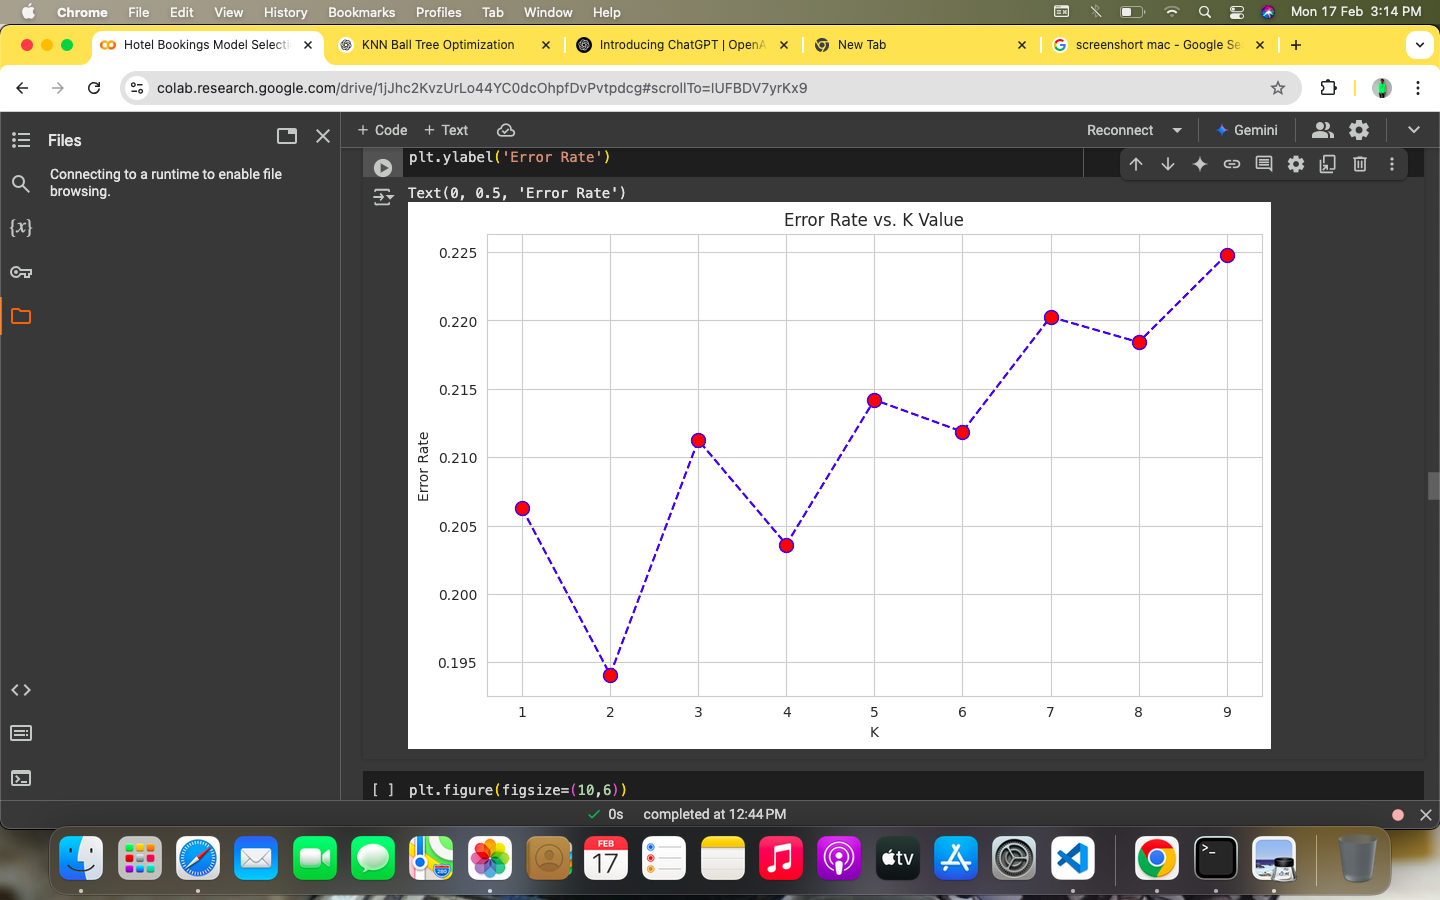 Chrome File Edit View History Bookmarks Profiles Tab Window Help Mon 17 Feb 3:14 PM
Hotel Bookings Model Selecti KNN Ball Tree Optimization Introducing ChatGPT | OpenA New Tab screenshort mac - Google Se
colab.research.google.com/drive/1jJhc2KvzUrLo44YC0dcOhpfDvPvtpdcg#scrollTo=IUFBDV7yrKx9
Files
+ Code + Text Reconnect Gemini
Connecting to a runtime to enable file
browsing.
{x}
plt.ylabel('Error Rate')
Text(0, 0.5, 'Error Rate')
Error Rate vs. K Value
0.225
0.220
0.215
0.210
0.205
0.200
0.195
Error Rate
1 2 3 4 5 6 7 8 9
K
[ ] plt.figure(figsize=(10,6))
0s completed at 12:44 PM
FEB
17
280
tv
>_